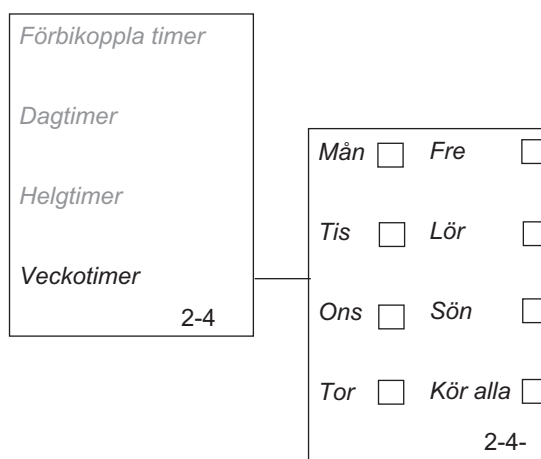 Förbikoppla timer
Dagtimer
Helgtimer
Veckotimer
2-4
Mån Fre
Tis Lör
Ons Sön
Tor Kör alla
2-4-